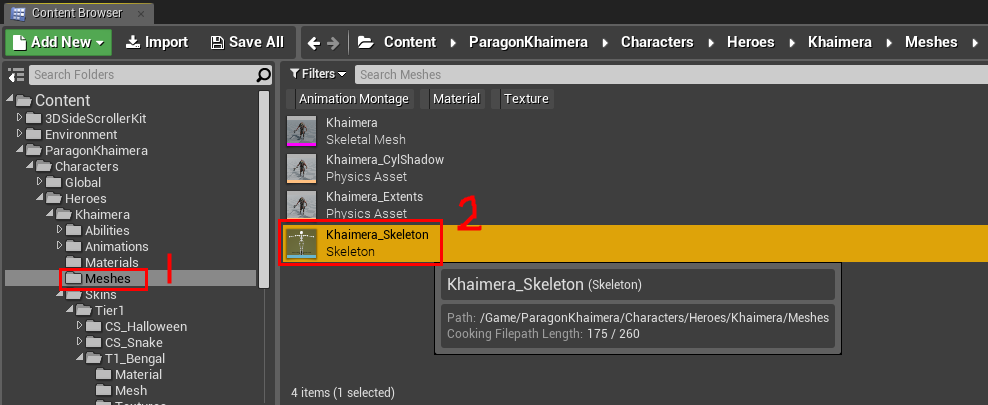 Content Browser
Add New
Import
Save All
Content
ParagonKhaimera
Characters
Heroes
Khaimera
Meshes
Search Folders
Filters
Search Meshes
Animation Montage
Material
Texture
Content
3DSideScrollerKit
Environment
ParagonKhaimera
Characters
Global
Heroes
Khaimera
Abilities
Animations
Materials
Meshes
1
Skins
Tier1
CS_Halloween
CS_Snake
T1_Bengal
Material
Mesh
Textures
Khaimera
Skeletal Mesh
Khaimera_CylShadow
Physics Asset
Khaimera_Extents
Physics Asset
Khaimera_Skeleton
Skeleton
2
Khaimera_Skeleton (Skeleton)
Path: /Game/ParagonKhaimera/Characters/Heroes/Khaimera/Meshes
Cooking Filepath Length: 175 / 260
4 items (1 selected)